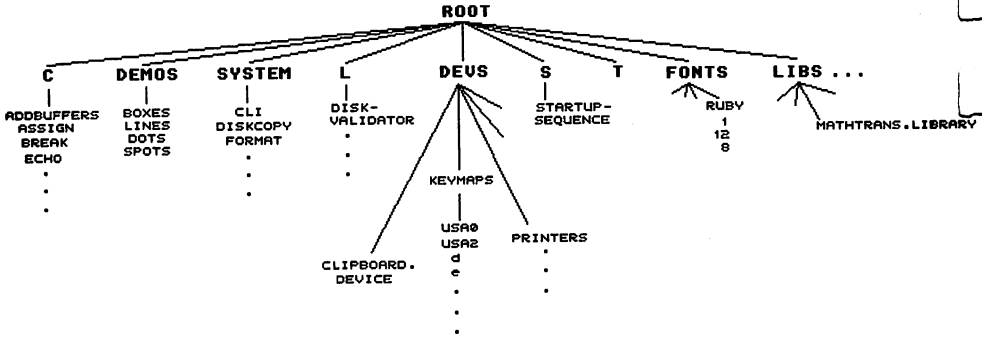 ROOT
C
DEMOS
SYSTEM
L
DEVS
S
T
FONTS
LIBS ...
ADDBUFFERS
ASSIGN
BREAK
ECHO
BOXES
LINES
DOTS
SPOTS
CLI
DISKCOPY
FORMAT
DISK-
VALIDATOR
STARTUP-
SEQUENCE
RUBY
1
12
8
MATHTRANS.LIBRARY
KEYMAPS
USA0
USA2
d
e
PRINTERS
CLIPBOARD.
DEVICE